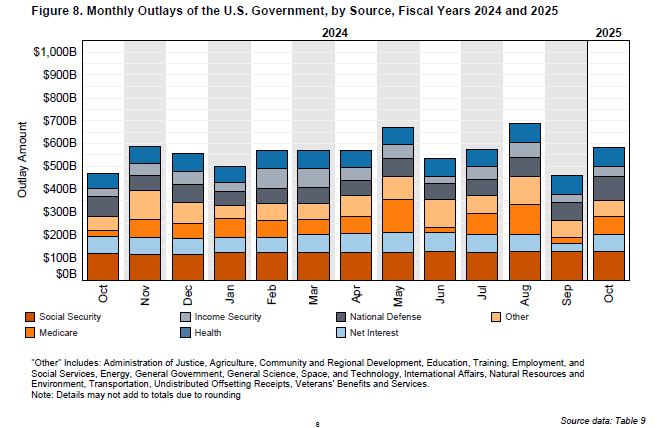 Figure 8. Monthly Outlays of the U.S. Government, by Source, Fiscal Years 2024 and 2025
2024 2025
$1,000B
$900B
$800B
$700B
$600B
$500B
$400B
$300B
$200B
$100B
$0B
Outlay Amount
Oct Nov Dec Jan Feb Mar Apr May Jun Jul Aug Sep Oct
Social Security Income Security National Defense Other
Medicare Health Net Interest
"Other" Includes: Administration of Justice, Agriculture, Community and Regional Development, Education, Training, Employment, and
Social Services, Energy, General Government, General Science, Space, and Technology, International Affairs, Natural Resources and
Environment, Transportation, Undistributed Offsetting Receipts, Veterans' Benefits and Services.
Note: Details may not add to totals due to rounding
8
Source data: Table 9